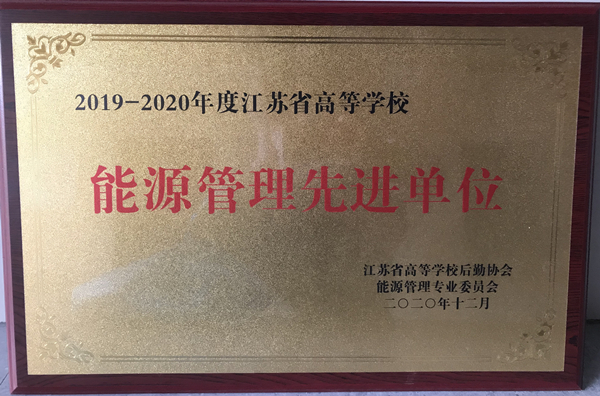 2019-2020年度江苏省高等学校
能源管理先进单位
江苏省高等学校后勤协会
能源管理专业委员会
二〇二〇年十二月